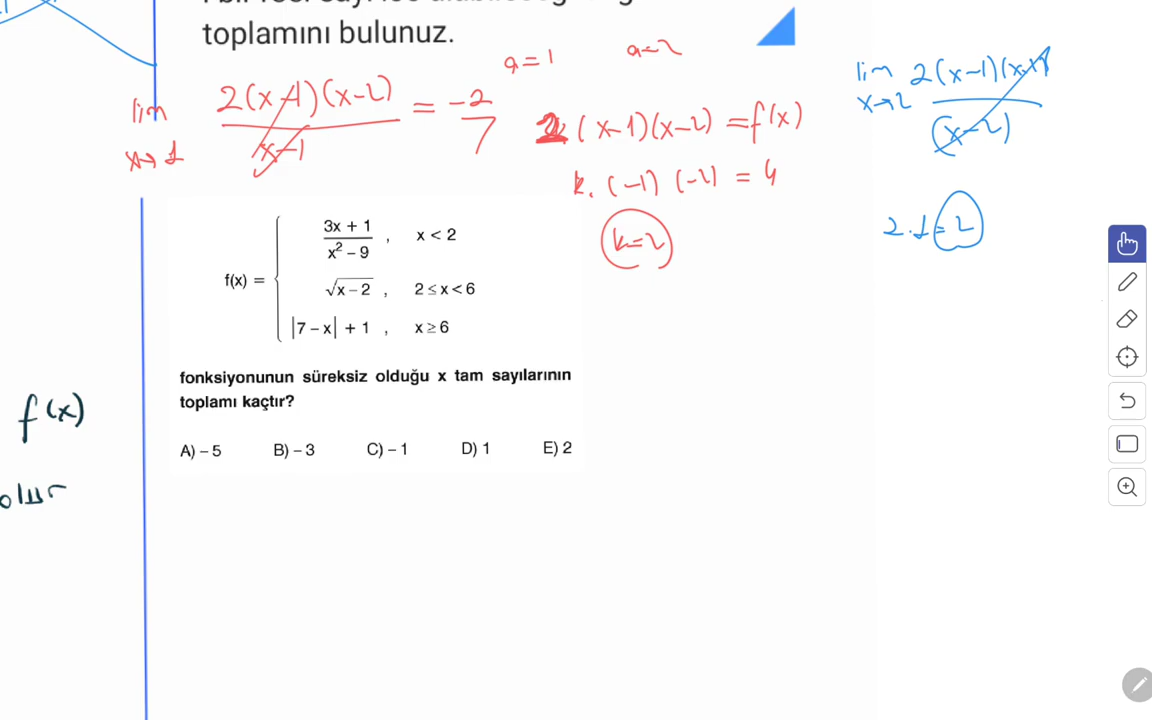 toplamını bulunuz.
a=1
a=2
lim x→1 2(x-1)(x-2) / x-1 = -2/7
2(x-1)(x-2) = f(x)
k.(-1)(-2) = 4
k=2
lim x→2 2(x-1)(x-2) / (x-2)
2.1=2
f(x) =
3x + 1 / x² – 9 , x < 2
√x – 2 , 2 ≤ x < 6
|7 – x| + 1 , x ≥ 6
fonksiyonunun süreksiz olduğu x tam sayılarının
toplamı kaçtır?
A) – 5 B) – 3 C) – 1 D) 1 E) 2
f(x)
olur